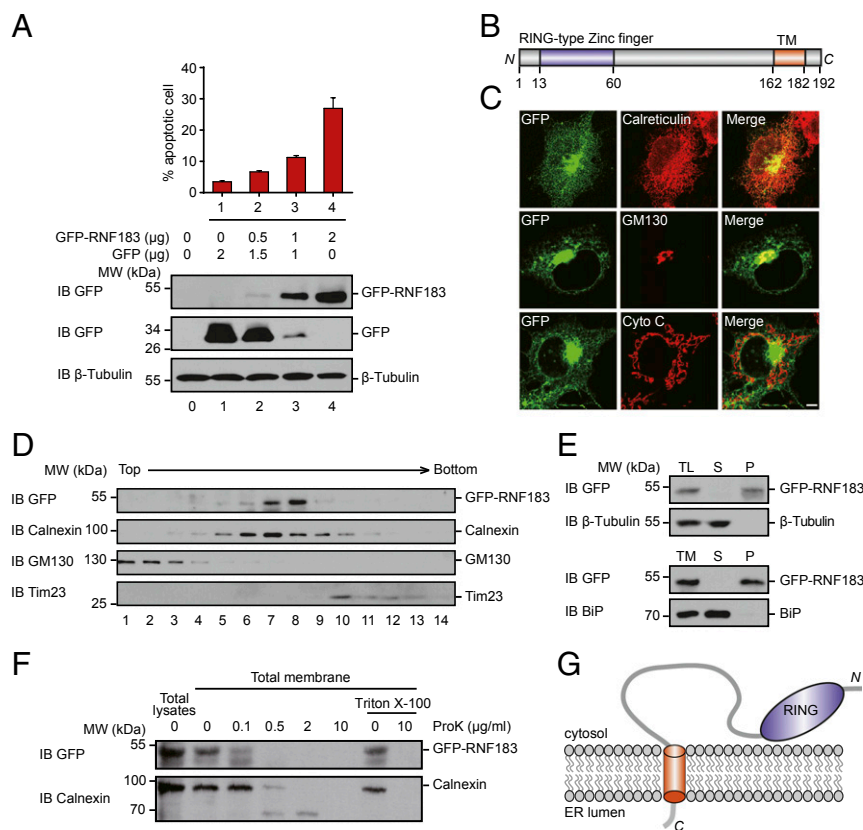 A
% apoptotic cell
40
30
20
10
0
1 2 3 4
GFP-RNF183 (μg) 0 0 0.5 1 2
GFP (μg) 0 2 1.5 1 0
MW (kDa)
IB GFP 55 GFP-RNF183
IB GFP 34 26 GFP
IB β-Tubulin 55 β-Tubulin
0 1 2 3 4
B
RING-type Zinc finger TM
N C
1 13 60 162 182 192
C
GFP Calreticulin Merge
GFP GM130 Merge
GFP Cyto C Merge
D
MW (kDa) Top Bottom
IB GFP 55 GFP-RNF183
IB Calnexin 100 Calnexin
IB GM130 130 GM130
IB Tim23 25 Tim23
1 2 3 4 5 6 7 8 9 10 11 12 13 14
E
MW (kDa) TL S P
IB GFP 55 GFP-RNF183
IB β-Tubulin 55 β-Tubulin
TM S P
IB GFP 55 GFP-RNF183
IB BiP 70 BiP
F
Total membrane
Total lysates
Triton X-100
MW (kDa) 0 0 0.1 0.5 2 10 0 10 ProK (μg/ml)
IB GFP 55 GFP-RNF183
IB Calnexin 100 70 Calnexin
G
N
RING
cytosol
ER lumen
C